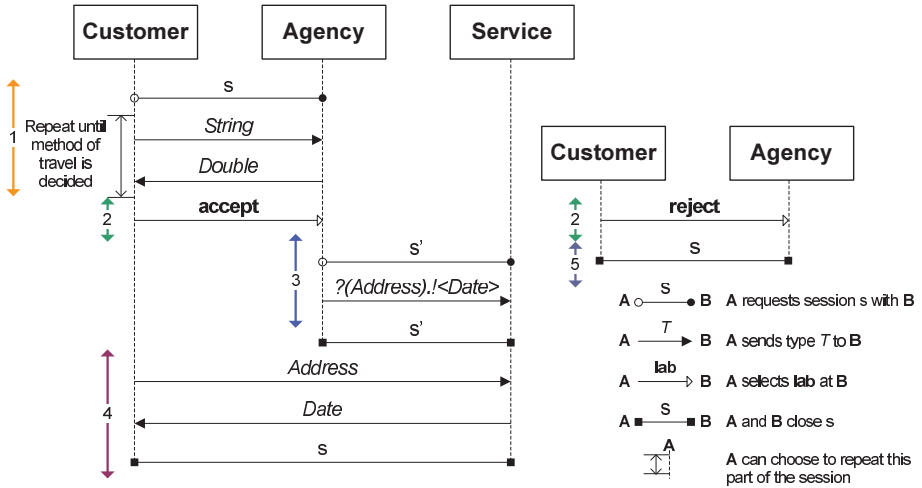 Customer
Agency
Service
s
1
Repeat until
method of
travel is
decided
String
Double
2
accept
3
s'
?(Address).!<Date>
s'
4
Address
Date
s
Customer
Agency
2
reject
5
s
A s B A requests session s with B
A T B A sends type T to B
A lab B A selects lab at B
A s B A and B close s
A
A can choose to repeat this
part of the session